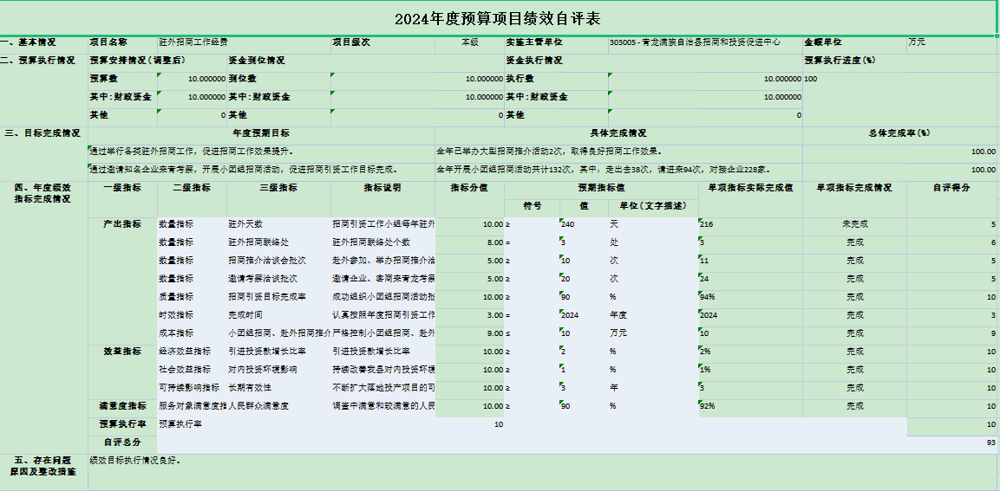 2024年度预算项目绩效自评表
一、基本情况 项目名称 驻外招商工作经费 项目级次 本级 实施主管单位 303005-青龙满族自治县招商和投资促进中心 金额单位 万元
二、预算执行情况 预算安排情况(调整后) 资金到位情况 资金执行情况 预算执行进度(%)
预算数 10.000000 到位数 10.000000 执行数 10.000000 100
其中:财政资金 10.000000 其中:财政资金 10.000000 其中:财政资金 10.000000
其他 0 其他 0 其他 0
三、目标完成情况 年度预期目标 具体完成情况 总体完成率(%)
通过举行各类驻外招商工作，促进招商工作效果提升。 全年已举办大型招商推介活动2次，取得良好招商工作效果。 100.00
通过邀请知名企业来青考察，开展小团组招商活动，促进招商引资工作目标完成。 全年开展小团组招商活动共计132次，其中：走出去38次，请进来94次，对接企业228家。 100.00
四、年度绩效指标完成情况 一级指标 二级指标 三级指标 指标说明 指标分值 预期指标值 单项指标实际完成值 单项指标完成情况 自评得分
符号 值 单位(文字描述)
产出指标 数量指标 驻外天数 招商引资工作小组每年驻外 10.00 ≥ 240 天 216 未完成 5
数量指标 驻外招商联络处 驻外招商联络处个数 8.00 = 3 处 3 完成 6
数量指标 招商推介洽谈会批次 赴外参加、举办招商推介洽 5.00 ≥ 10 次 11 完成 5
数量指标 邀请考察洽谈批次 邀请企业、客商来青龙考察 5.00 ≥ 20 次 24 完成 5
质量指标 招商引资目标完成率 成功组织小团组招商活动批 10.00 ≥ 90 % 94% 完成 10
时效指标 完成时间 认真按照年度招商引资工作 3.00 = 2024 年度 2024 完成 3
成本指标 小团组招商、赴外招商推介 严格控制小团组招商、赴外 9.00 ≤ 10 万元 10 完成 9
效益指标 经济效益指标 引进投资款增长比率 引进投资款增长比率 10.00 ≥ 2 % 2% 完成 10
社会效益指标 对内投资环境影响 持续改善我县对内投资环境 10.00 ≥ 1 % 1% 完成 10
可持续影响指标 长期有效性 不断扩大落地投产项目的可 10.00 ≥ 3 年 3 完成 10
满意度指标 服务对象满意度指 人民群众满意度 调查中满意和较满意的人民 10.00 ≥ 90 % 92% 完成 10
预算执行率 预算执行率 10 10
自评总分 93
五、存在问题原因及整改措施 绩效目标执行情况良好。